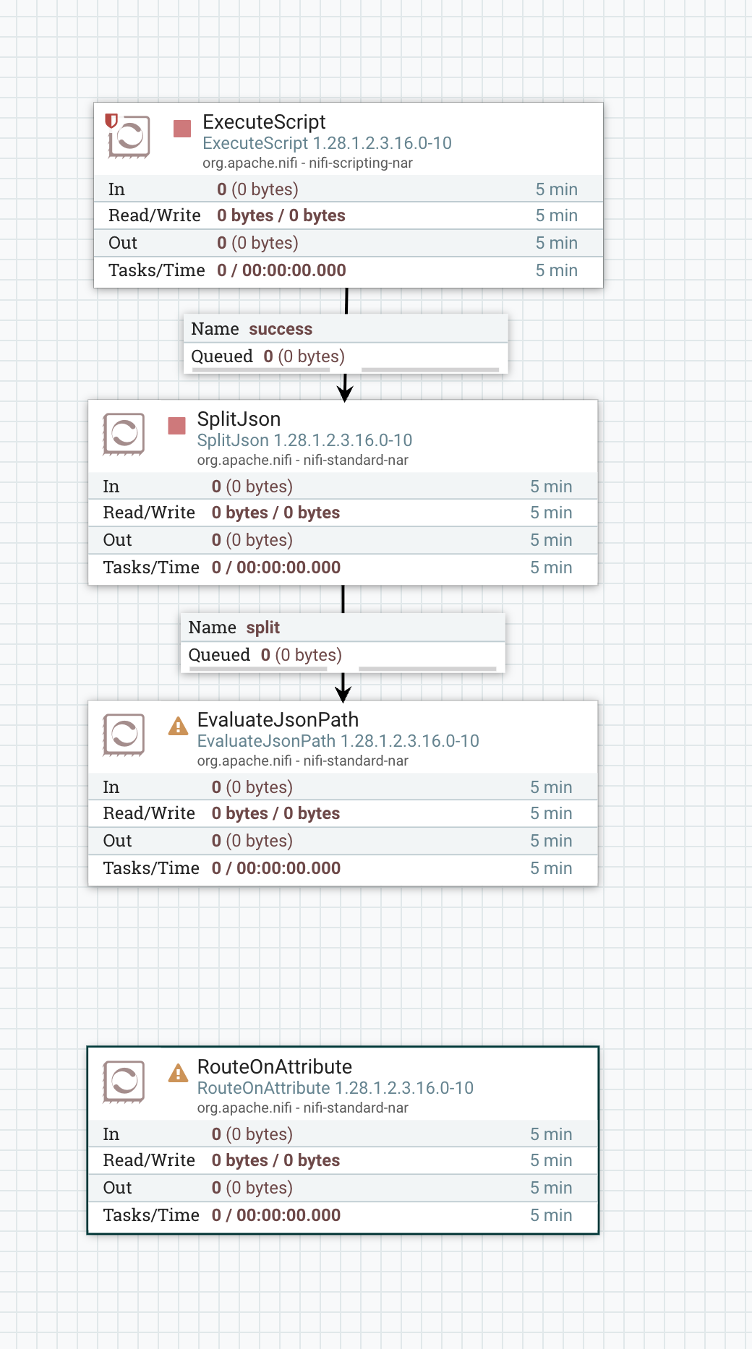 ExecuteScript
ExecuteScript 1.28.1.2.3.16.0-10
org.apache.nifi - nifi-scripting-nar
In 0 (0 bytes) 5 min
Read/Write 0 bytes / 0 bytes 5 min
Out 0 (0 bytes) 5 min
Tasks/Time 0 / 00:00:00.000 5 min
Name success
Queued 0 (0 bytes)
SplitJson
SplitJson 1.28.1.2.3.16.0-10
org.apache.nifi - nifi-standard-nar
In 0 (0 bytes) 5 min
Read/Write 0 bytes / 0 bytes 5 min
Out 0 (0 bytes) 5 min
Tasks/Time 0 / 00:00:00.000 5 min
Name split
Queued 0 (0 bytes)
EvaluateJsonPath
EvaluateJsonPath 1.28.1.2.3.16.0-10
org.apache.nifi - nifi-standard-nar
In 0 (0 bytes) 5 min
Read/Write 0 bytes / 0 bytes 5 min
Out 0 (0 bytes) 5 min
Tasks/Time 0 / 00:00:00.000 5 min
RouteOnAttribute
RouteOnAttribute 1.28.1.2.3.16.0-10
org.apache.nifi - nifi-standard-nar
In 0 (0 bytes) 5 min
Read/Write 0 bytes / 0 bytes 5 min
Out 0 (0 bytes) 5 min
Tasks/Time 0 / 00:00:00.000 5 min